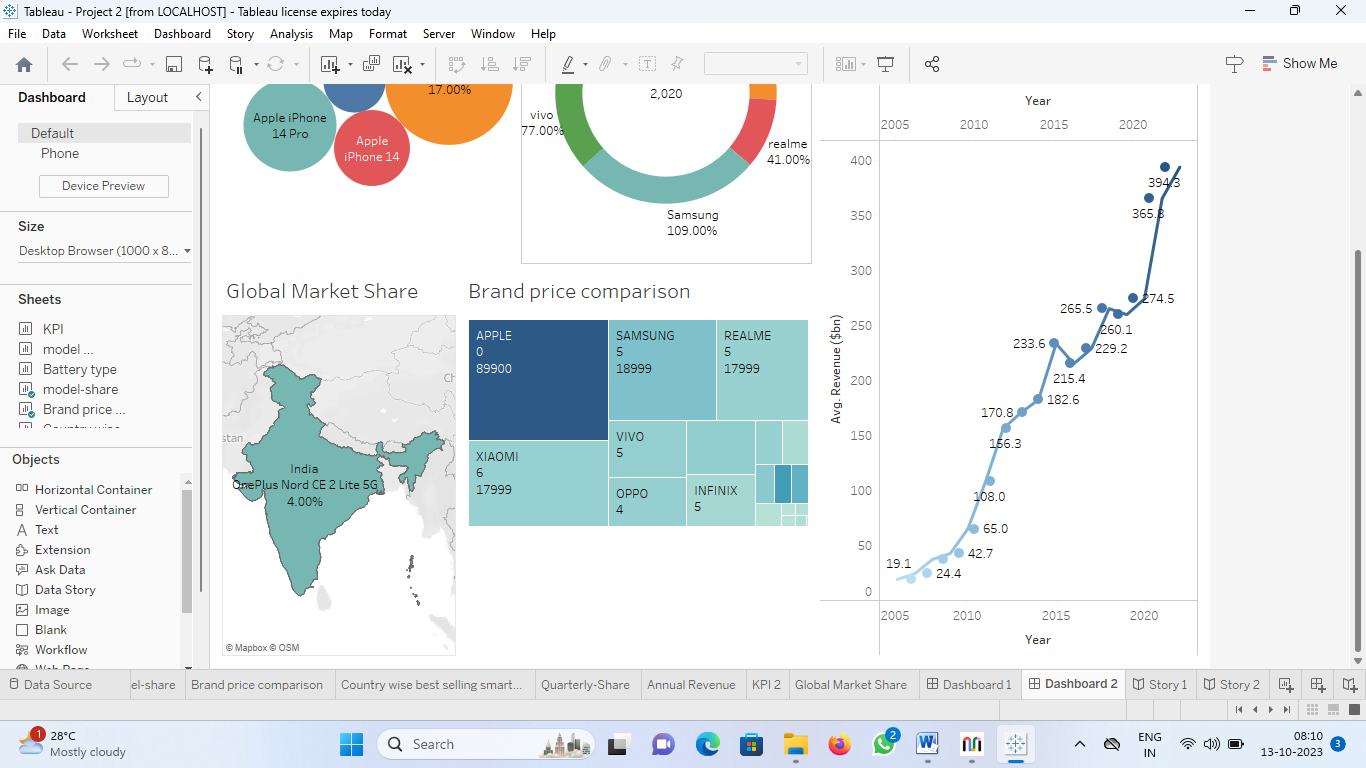 Tableau - Project 2 [from LOCALHOST] - Tableau license expires today
File Data Worksheet Dashboard Story Analysis Map Format Server Window Help
Show Me
Dashboard Layout
Default
Phone
Device Preview
Size
Desktop Browser (1000 x 8...
Sheets
KPI
model ...
Battery type
model-share
Brand price ...
Objects
Horizontal Container
Vertical Container
Text
Extension
Ask Data
Data Story
Image
Blank
Workflow
Web Page
17.00%
Apple iPhone
14 Pro
Apple
iPhone 14
2,020
vivo
77.00%
realme
41.00%
Samsung
109.00%
Global Market Share
India
OnePlus Nord CE 2 Lite 5G
4.00%
stan
Ch
© Mapbox © OSM
Brand price comparison
APPLE
0
89900
SAMSUNG
5
18999
REALME
5
17999
XIAOMI
6
17999
VIVO
5
OPPO
4
INFINIX
5
Year
2005 2010 2015 2020
400
350
300
250
200
150
100
50
0
Avg. Revenue ($bn)
394.3
365.8
274.5
265.5
260.1
233.6
229.2
215.4
182.6
170.8
156.3
108.0
65.0
42.7
24.4
19.1
2005 2010 2015 2020
Year
Data Source el-share Brand price comparison Country wise best selling smart... Quarterly-Share Annual Revenue KPI 2 Global Market Share Dashboard 1 Dashboard 2 Story 1 Story 2
1
28°C
Mostly cloudy
Search
2
W
ENG
IN
08:10
13-10-2023
3